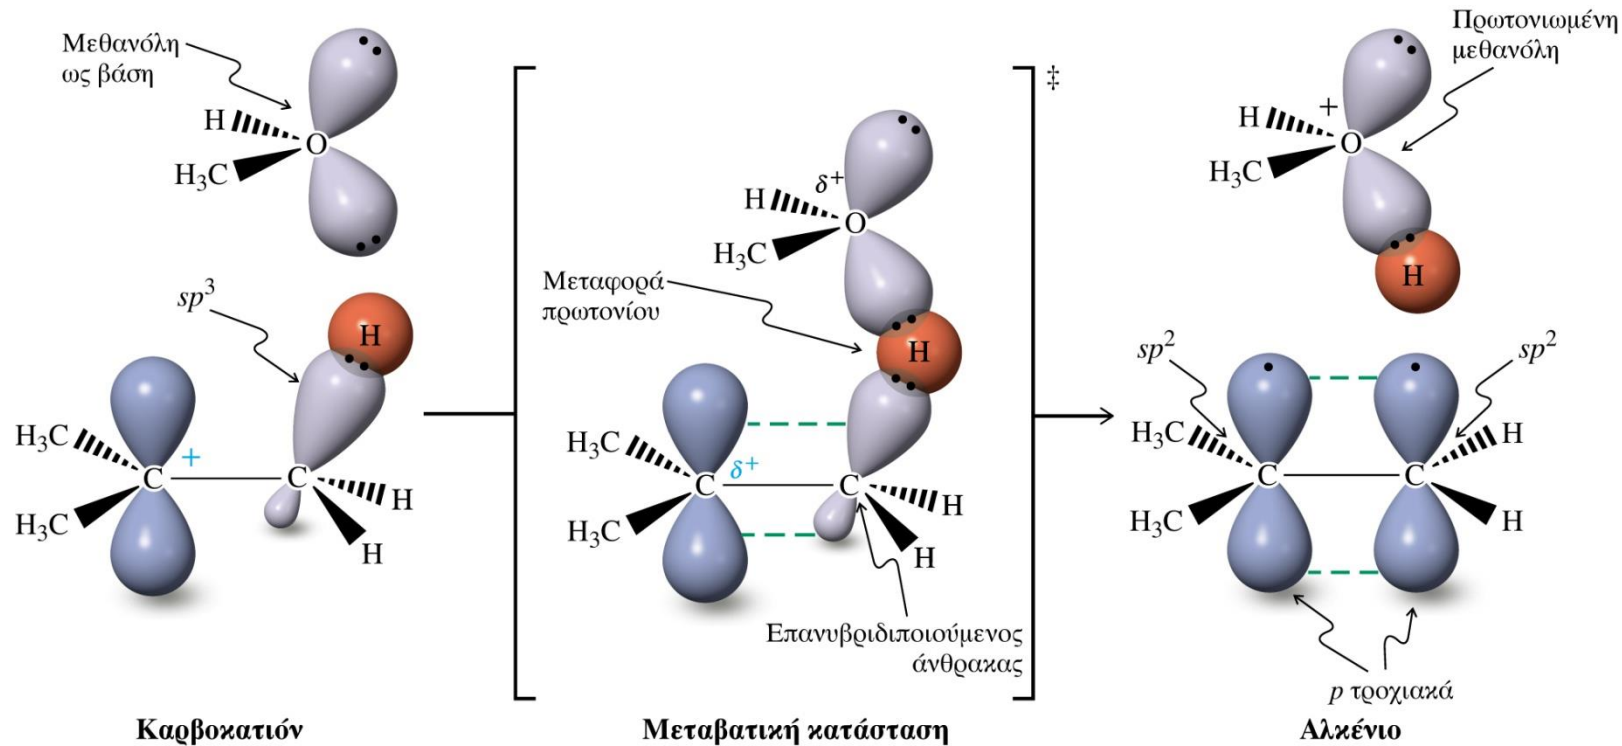 Μεθανόλη
ως βάση
H
O
H₃C
sp³
H
H₃C
+
C
C
H₃C
H
H
Καρβοκατιόν
‡
δ⁺
H
O
H₃C
Μεταφορά
πρωτονίου
H
H₃C
C
δ⁺
C
H₃C
H
H
Επανυβριδιποιούμενος
άνθρακας
Μεταβατική κατάσταση
Πρωτονιωμένη
μεθανόλη
+
H
O
H₃C
H
sp²
sp²
H₃C
H
C
C
H₃C
H
p τροχιακά
Αλκένιο